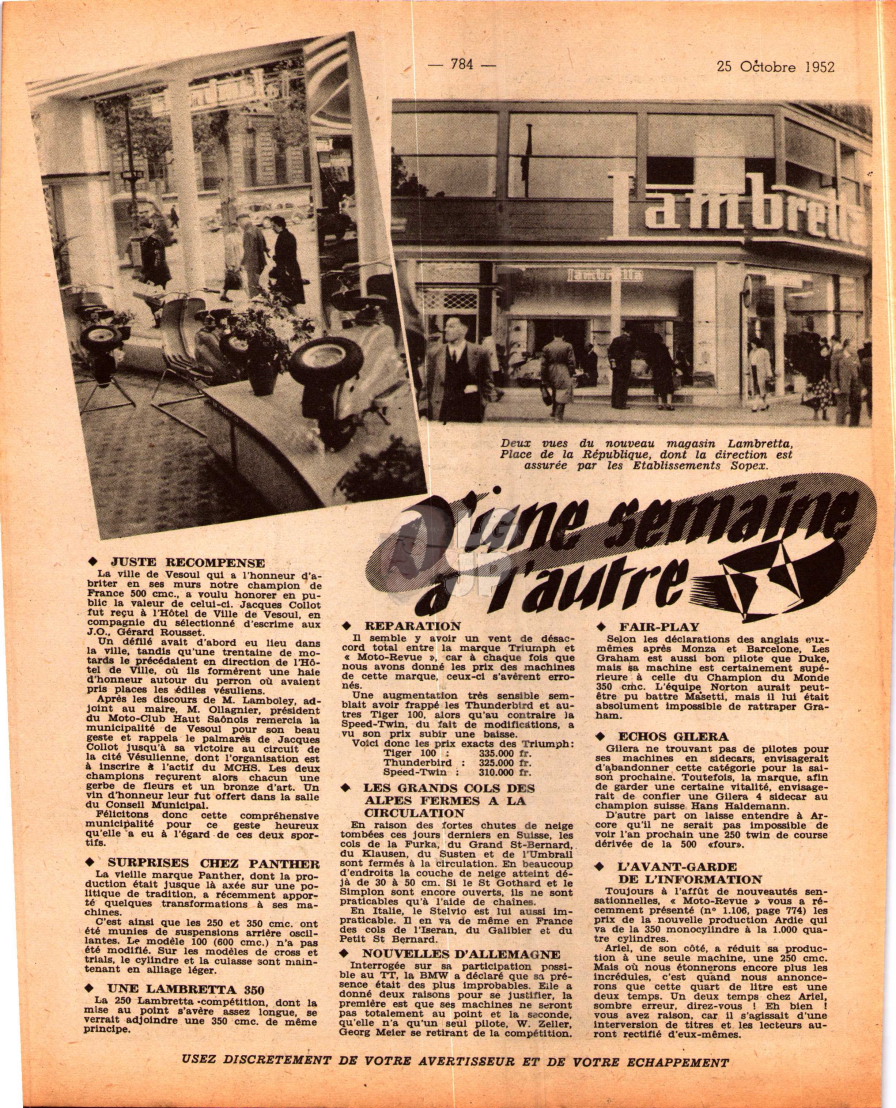 — 784 —
25 Octobre 1952
Lambretta
lambretta
Deux vues du nouveau magasin Lambretta,
Place de la République, dont la direction est
assurée par les Etablissements Sopex.
D'une semaine
à l'autre
◆ JUSTE RECOMPENSE
La ville de Vesoul qui a l'honneur d'a-
briter en ses murs notre champion de
France 500 cmc., a voulu honorer en pu-
blic la valeur de celui-ci. Jacques Collot
fut reçu à l'Hôtel de Ville de Vesoul, en
compagnie du sélectionné d'escrime aux
J.O., Gérard Rousset.
Un défilé avait d'abord eu lieu dans
la ville, tandis qu'une trentaine de mo-
tards le précédaient en direction de l'Hô-
tel de Ville, où ils formèrent une haie
d'honneur autour du perron où avaient
pris places les édiles vésuliens.
Après les discours de M. Lamboley, ad-
joint au maire, M. Olagnier, président
du Moto-Club Haut Saônois remercia la
municipalité de Vesoul pour son beau
geste et rappela le palmarès de Jacques
Collot jusqu'à sa victoire au circuit de
la cité Vésulienne, dont l'organisation est
à inscrire à l'actif du MCHS. Les deux
champions reçurent alors chacun une
gerbe de fleurs et un bronze d'art. Un
vin d'honneur leur fut offert dans la salle
du Conseil Municipal.
Félicitons donc cette compréhensive
municipalité pour ce geste heureux
qu'elle a eu à l'égard de ces deux spor-
tifs.
◆ SURPRISES CHEZ PANTHER
La vieille marque Panther, dont la pro-
duction était jusque là axée sur une po-
litique de tradition, a récemment appor-
té quelques transformations à ses ma-
chines.
C'est ainsi que les 250 et 350 cmc. ont
été munies de suspensions arrière oscil-
lantes. Le modèle 100 (600 cmc.) n'a pas
été modifié. Sur les modèles de cross et
trials, le cylindre et la culasse sont main-
tenant en alliage léger.
◆ UNE LAMBRETTA 350
La 250 Lambretta -compétition, dont la
mise au point s'avère assez longue, se
verrait adjoindre une 350 cmc. de même
principe.
◆ REPARATION
Il semble y avoir un vent de désac-
cord total entre la marque Triumph et
« Moto-Revue », car à chaque fois que
nous avons donné les prix des machines
de cette marque, ceux-ci s'avèrent erro-
nés.
Une augmentation très sensible sem-
blait avoir frappé les Thunderbird et au-
tres Tiger 100, alors qu'au contraire la
Speed-Twin, du fait de modifications, a
vu son prix subir une baisse.
Voici donc les prix exacts des Triumph:
Tiger 100 : 335.000 fr.
Thunderbird : 325.000 fr.
Speed-Twin : 310.000 fr.
◆ LES GRANDS COLS DES
ALPES FERMES A LA
CIRCULATION
En raison des fortes chutes de neige
tombées ces jours derniers en Suisse, les
cols de la Furka, du Grand St-Bernard,
du Klausen, du Susten et de l'Umbrail
sont fermés à la circulation. En beaucoup
d'endroits la couche de neige atteint dé-
jà de 30 à 50 cm. Si le St Gothard et le
Simplon sont encore ouverts, ils ne sont
praticables qu'à l'aide de chaînes.
En Italie, le Stelvio est lui aussi im-
praticable. Il en va de même en France
des cols de l'Iseran, du Galibier et du
Petit St Bernard.
◆ NOUVELLES D'ALLEMAGNE
Interrogée sur sa participation possi-
ble au TT, la BMW a déclaré que sa pré-
sence était des plus improbables. Elle a
donné deux raisons pour se justifier, la
première est que ses machines ne seront
pas totalement au point et la seconde,
qu'elle n'a qu'un seul pilote, W. Zeller,
Georg Meier se retirant de la compétition.
◆ FAIR-PLAY
Selon les déclarations des anglais eux-
mêmes après Monza et Barcelone, Les
Graham est aussi bon pilote que Duke,
mais sa machine est certainement supé-
rieure à celle du Champion du Monde
350 cmc. L'équipe Norton aurait peut-
être pu battre Masetti, mais il lui était
absolument impossible de rattraper Gra-
ham.
◆ ECHOS GILERA
Gilera ne trouvant pas de pilotes pour
ses machines en sidecars, envisagerait
d'abandonner cette catégorie pour la sai-
son prochaine. Toutefois, la marque, afin
de garder une certaine vitalité, envisage-
rait de confier une Gilera 4 sidecar au
champion suisse Hans Haldemann.
D'autre part on laisse entendre à Ar-
core qu'il ne serait pas impossible de
voir l'an prochain une 250 twin de course
dérivée de la 500 «four».
◆ L'AVANT-GARDE
DE L'INFORMATION
Toujours à l'affût de nouveautés sen-
sationnelles, « Moto-Revue » vous a ré-
cemment présenté (n° 1.106, page 774) les
prix de la nouvelle production Ardie qui
va de la 350 monocylindre à la 1.000 qua-
tre cylindres.
Ariel, de son côté, a réduit sa produc-
tion à une seule machine, une 250 cmc.
Mais où nous étonnerons encore plus les
incrédules, c'est quand nous annonce-
rons que cette quart de litre est une
deux temps. Un deux temps chez Ariel,
sombre erreur, direz-vous ! Eh bien !
vous avez raison, car il s'agissait d'une
interversion de titres et les lecteurs au-
ront rectifié d'eux-mêmes.
USEZ DISCRETEMENT DE VOTRE AVERTISSEUR ET DE VOTRE ECHAPPEMENT